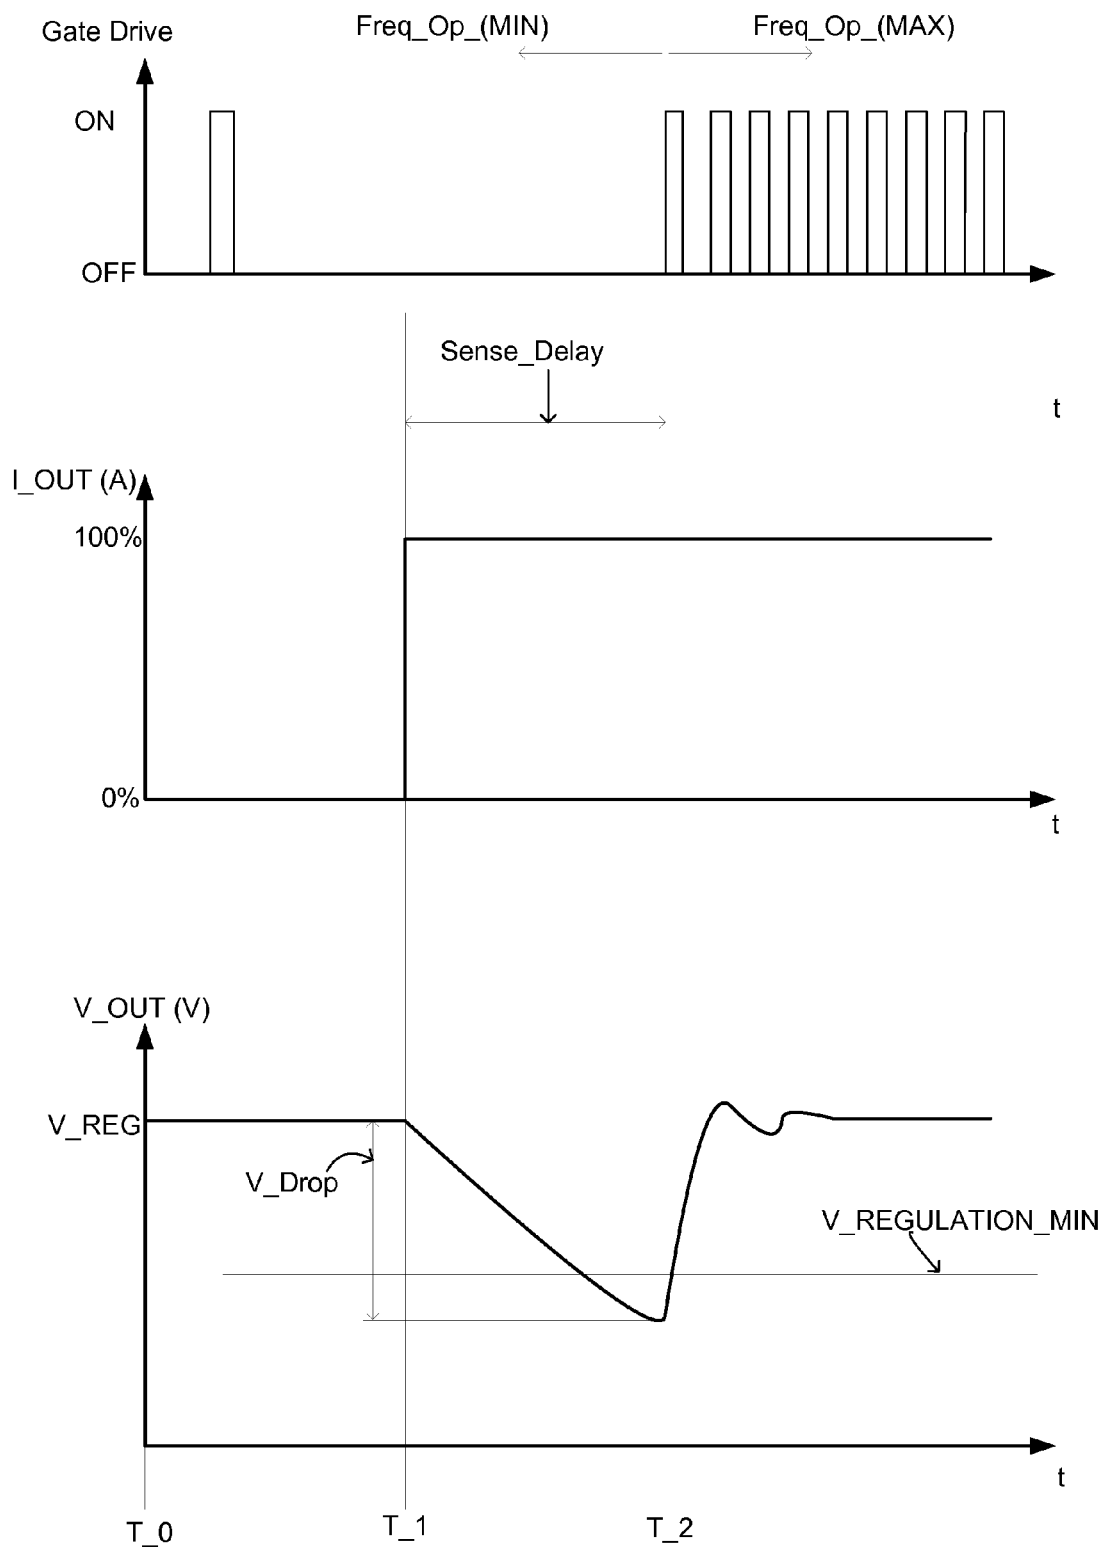 Gate Drive
Freq_Op_(MIN)
Freq_Op_(MAX)
ON
OFF
Sense_Delay
t
I_OUT (A)
100%
0%
t
V_OUT (V)
V_REG
V_Drop
V_REGULATION_MIN
t
T_0
T_1
T_2